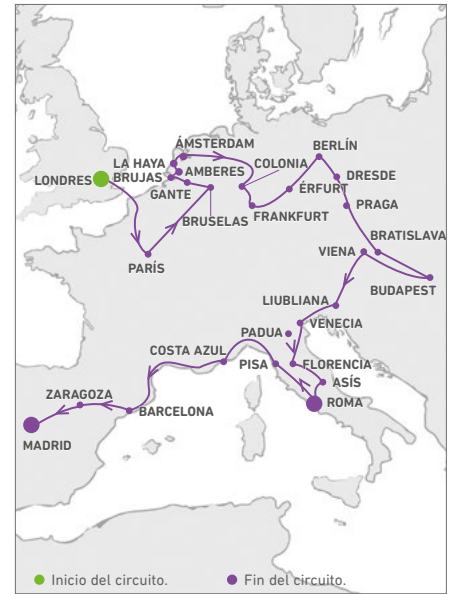 ÁMSTERDAM
BERLÍN
LA HAYA
COLONIA
AMBERES
BRUJAS
LONDRES
DRESDE
ÉRFURT
GANTE
PRAGA
FRANKFURT
BRUSELAS
BRATISLAVA
VIENA
PARÍS
BUDAPEST
LIUBLIANA
VENECIA
PADUA
COSTA AZUL
PISA
FLORENCIA
ASÍS
ZARAGOZA
ROMA
BARCELONA
MADRID
Inicio del circuito.
Fin del circuito.